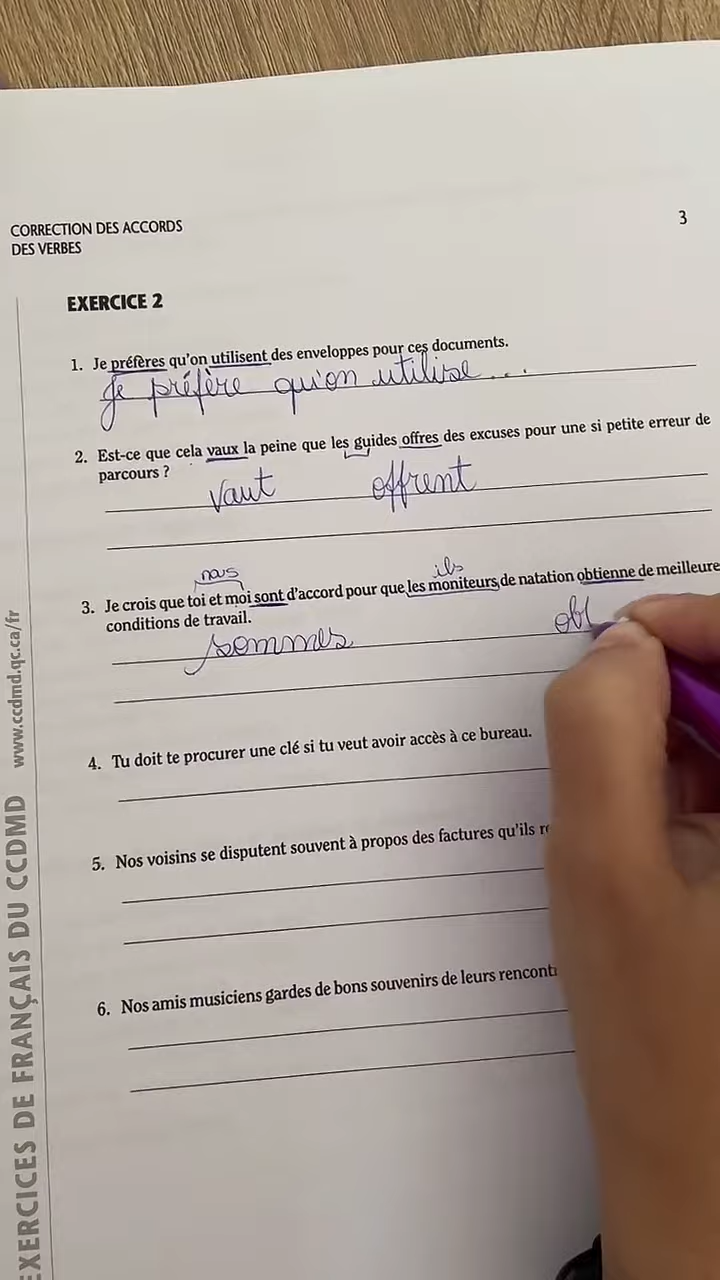 CORRECTION DES ACCORDS
DES VERBES
3
EXERCICE 2
1. Je préfères qu'on utilisent des enveloppes pour ces documents.
Je préfère qu'on utilise...
2. Est-ce que cela vaux la peine que les guides offres des excuses pour une si petite erreur de
parcours ?
vaut offrent
nous ils
3. Je crois que toi et moi sont d'accord pour que les moniteurs de natation obtienne de meilleure
conditions de travail.
sommes obt
4. Tu doit te procurer une clé si tu veut avoir accès à ce bureau.
5. Nos voisins se disputent souvent à propos des factures qu'ils
6. Nos amis musiciens gardes de bons souvenirs de leurs
EXERCICES DE FRANÇAIS DU CCDMD www.ccdmd.qc.ca/fr